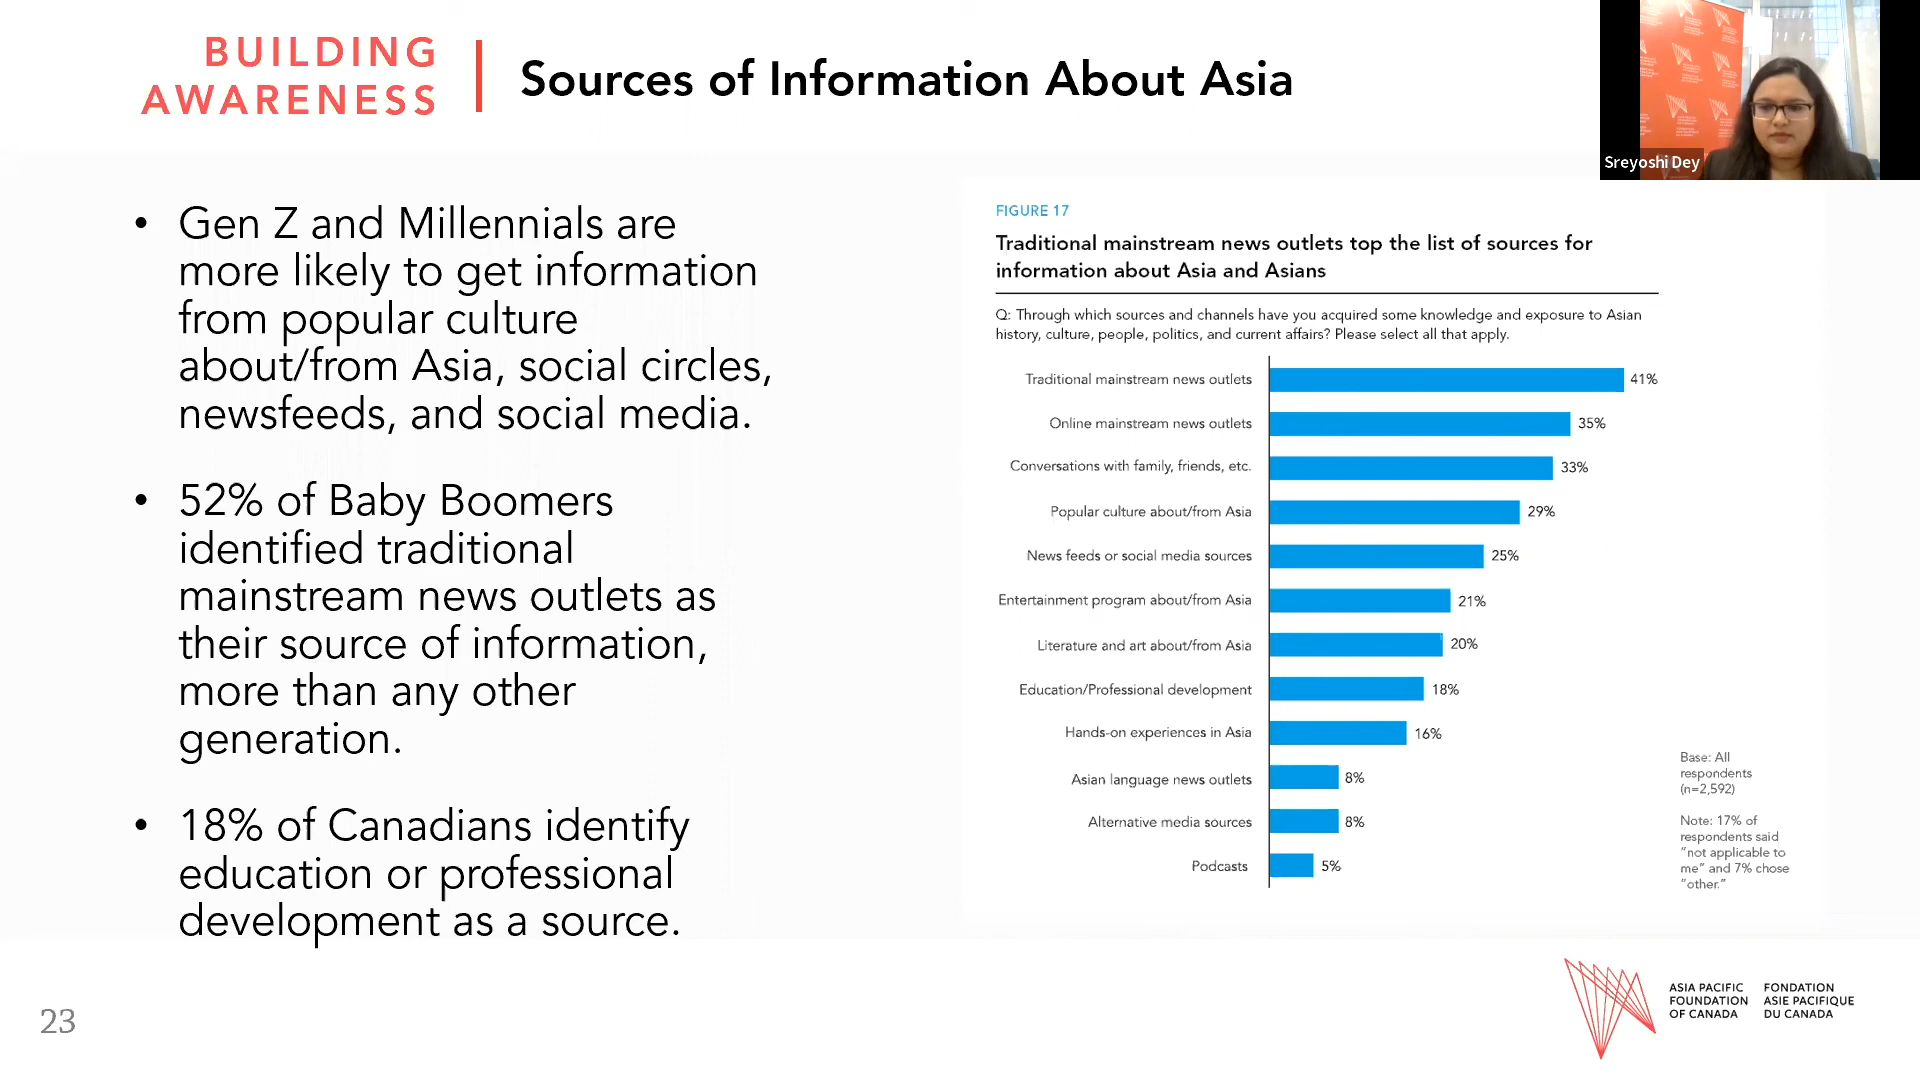 BUILDING
AWARENESS
Sources of Information About Asia
Sreyoshi Dey
• Gen Z and Millennials are
more likely to get information
from popular culture
about/from Asia, social circles,
newsfeeds, and social media.
• 52% of Baby Boomers
identified traditional
mainstream news outlets as
their source of information,
more than any other
generation.
• 18% of Canadians identify
education or professional
development as a source.
FIGURE 17
Traditional mainstream news outlets top the list of sources for
information about Asia and Asians
Q: Through which sources and channels have you acquired some knowledge and exposure to Asian
history, culture, people, politics, and current affairs? Please select all that apply.
Traditional mainstream news outlets 41%
Online mainstream news outlets 35%
Conversations with family, friends, etc. 33%
Popular culture about/from Asia 29%
News feeds or social media sources 25%
Entertainment program about/from Asia 21%
Literature and art about/from Asia 20%
Education/Professional development 18%
Hands-on experiences in Asia 16%
Asian language news outlets 8%
Alternative media sources 8%
Podcasts 5%
Base: All
respondents
(n=2,592)
Note: 17% of
respondents said
"not applicable to
me" and 7% chose
"other."
23
ASIA PACIFIC
FOUNDATION
OF CANADA
FONDATION
ASIE PACIFIQUE
DU CANADA